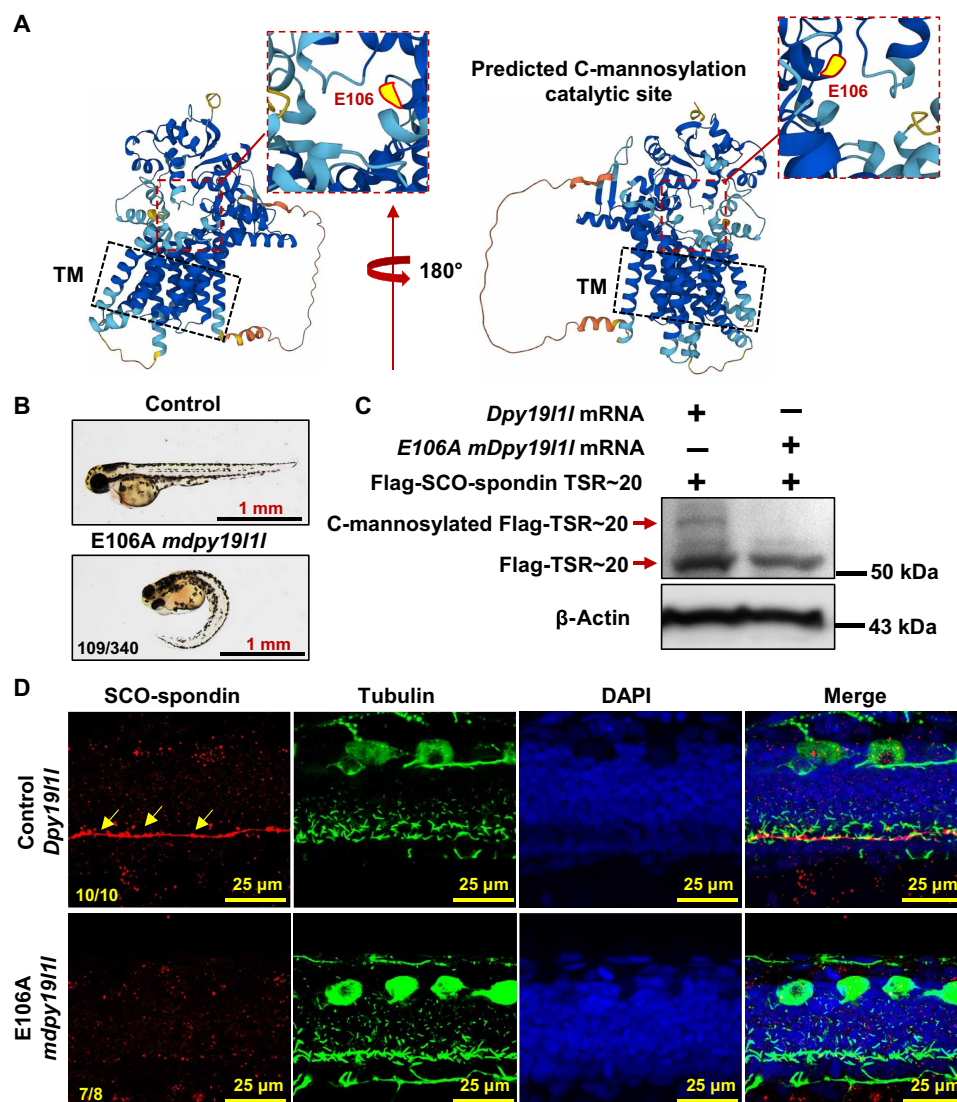 A
E106
Predicted C-mannosylation
catalytic site
E106
TM
180°
TM
B
Control
1 mm
E106A mdpy19l1l
109/340
1 mm
C
Dpy19l1l mRNA + −
E106A mDpy19l1l mRNA − +
Flag-SCO-spondin TSR~20 + +
C-mannosylated Flag-TSR~20
Flag-TSR~20
50 kDa
β-Actin
43 kDa
D
SCO-spondin Tubulin DAPI Merge
Control
Dpy19l1l
10/10
25 µm 25 µm 25 µm 25 µm
E106A
mdpy19l1l
7/8
25 µm 25 µm 25 µm 25 µm